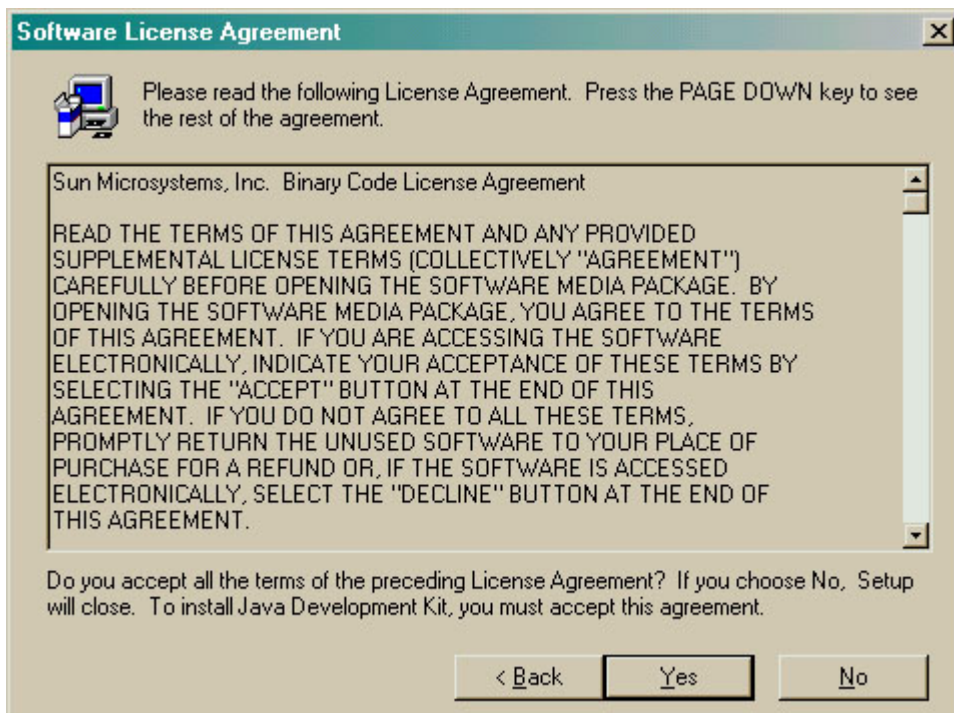 Software License Agreement
Please read the following License Agreement.  Press the PAGE DOWN key to see
the rest of the agreement.
Sun Microsystems, Inc.  Binary Code License Agreement
READ THE TERMS OF THIS AGREEMENT AND ANY PROVIDED
SUPPLEMENTAL LICENSE TERMS (COLLECTIVELY "AGREEMENT")
CAREFULLY BEFORE OPENING THE SOFTWARE MEDIA PACKAGE.  BY
OPENING THE SOFTWARE MEDIA PACKAGE, YOU AGREE TO THE TERMS
OF THIS AGREEMENT.  IF YOU ARE ACCESSING THE SOFTWARE
ELECTRONICALLY, INDICATE YOUR ACCEPTANCE OF THESE TERMS BY
SELECTING THE "ACCEPT" BUTTON AT THE END OF THIS
AGREEMENT.  IF YOU DO NOT AGREE TO ALL THESE TERMS,
PROMPTLY RETURN THE UNUSED SOFTWARE TO YOUR PLACE OF
PURCHASE FOR A REFUND OR, IF THE SOFTWARE IS ACCESSED
ELECTRONICALLY, SELECT THE "DECLINE" BUTTON AT THE END OF
THIS AGREEMENT.
Do you accept all the terms of the preceding License Agreement?  If you choose No,  Setup
will close.  To install Java Development Kit, you must accept this agreement.
< Back
Yes
No